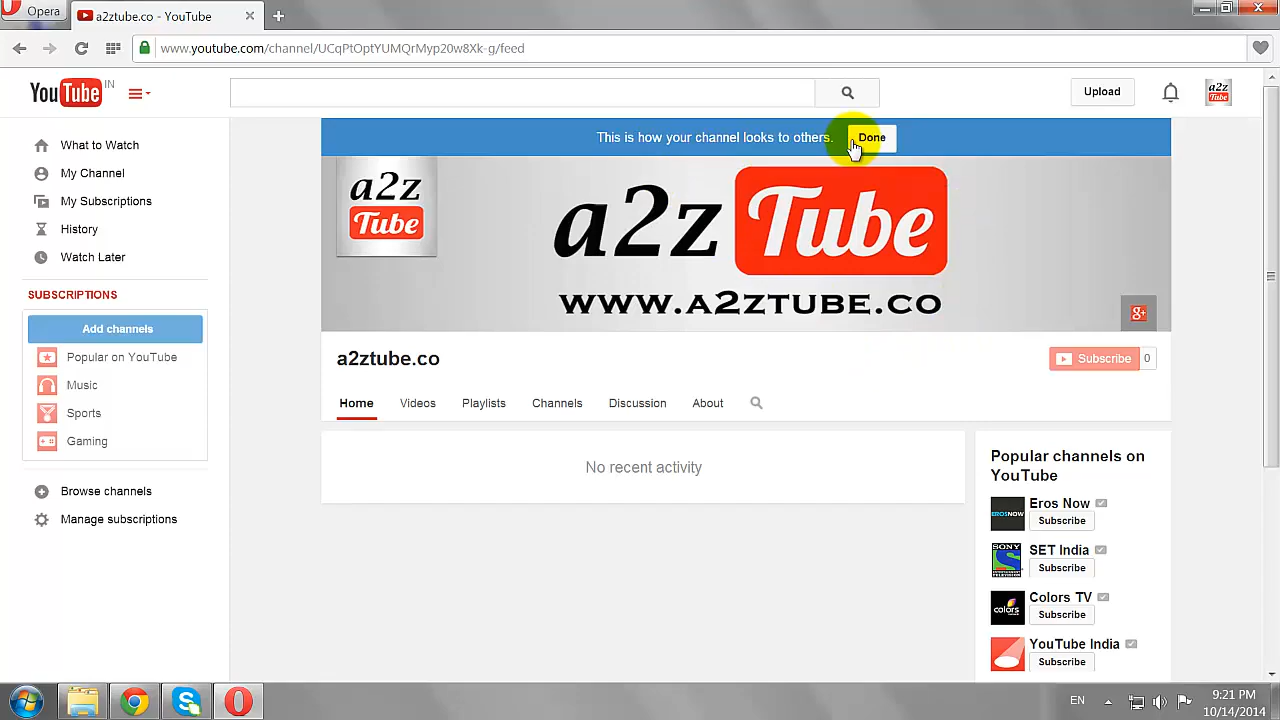 Opera
a2ztube.co - YouTube
www.youtube.com/channel/UCqPtOptYUMQrMyp20w8Xk-g/feed
YouTube IN
Upload
a2z
Tube
What to Watch
My Channel
My Subscriptions
History
Watch Later
SUBSCRIPTIONS
Add channels
Popular on YouTube
Music
Sports
Gaming
Browse channels
Manage subscriptions
This is how your channel looks to others.
Done
a2z
Tube
a2z Tube
WWW.A2ZTUBE.CO
g+
a2ztube.co
Subscribe 0
Home Videos Playlists Channels Discussion About
No recent activity
Popular channels on
YouTube
EROSNOW
Eros Now
Subscribe
SONY
SET India
Subscribe
colors
Colors TV
Subscribe
YouTube India
Subscribe
EN
9:21 PM
10/14/2014